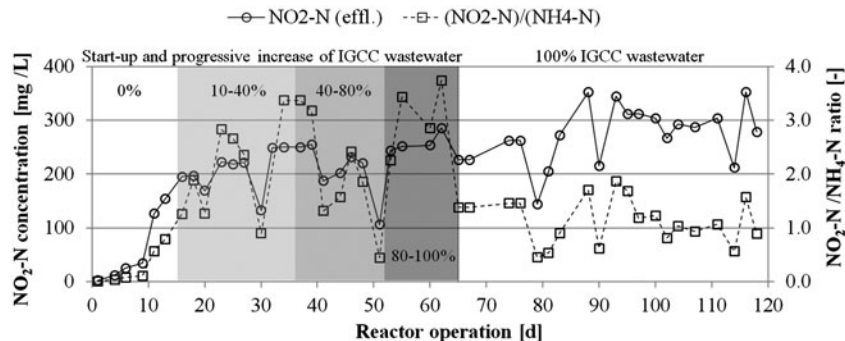 NO2-N (effl.) (NO2-N)/(NH4-N)
Start-up and progressive increase of IGCC wastewater 100% IGCC wastewater
400 4.0
0% 10-40% 40-80%
300 3.0
200 2.0
100 1.0
80-100%
0 0.0
0 10 20 30 40 50 60 70 80 90 100 110 120
Reactor operation [d]
NO₂-N concentration [mg /L]
NO₂-N /NH₄-N ratio [-]